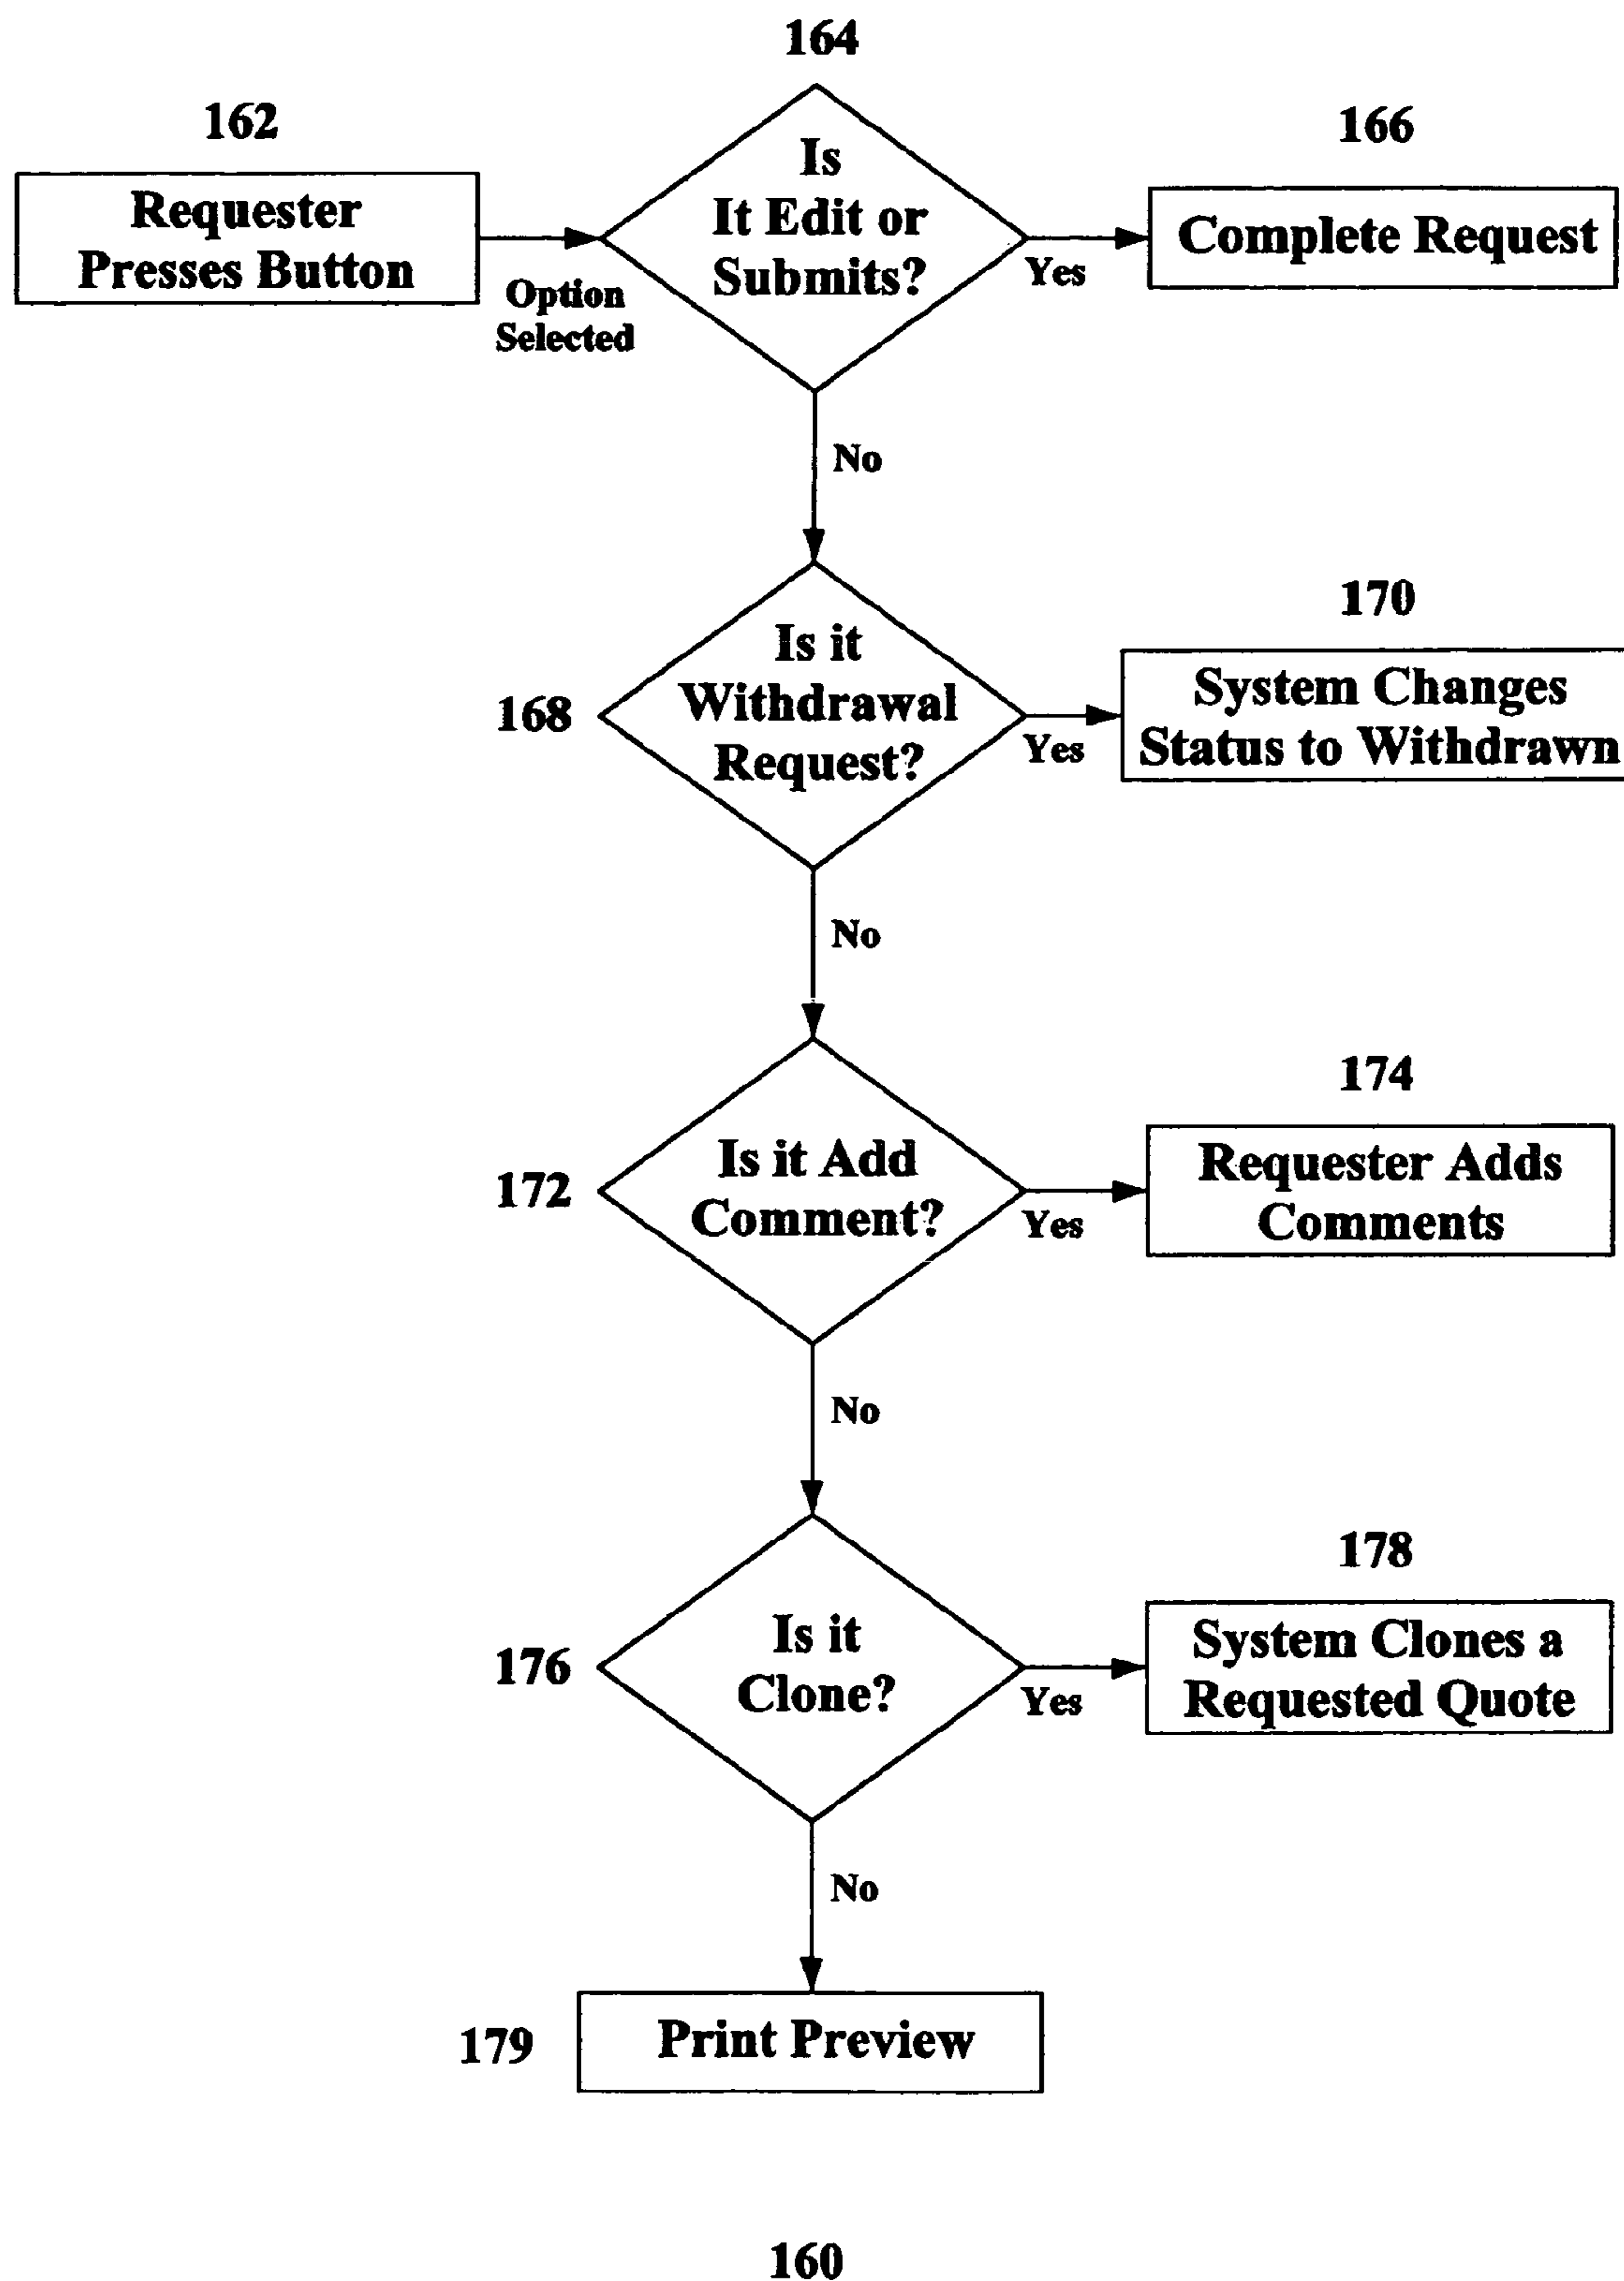 164
162
Requester
Presses Button
Option
Selected
Is
It Edit or
Submits?
Yes
166
Complete Request
No
168
Is it
Withdrawal
Request?
Yes
170
System Changes
Status to Withdrawn
No
172
Is it Add
Comment?
Yes
174
Requester Adds
Comments
No
176
Is it
Clone?
Yes
178
System Clones a
Requested Quote
No
179
Print Preview
160